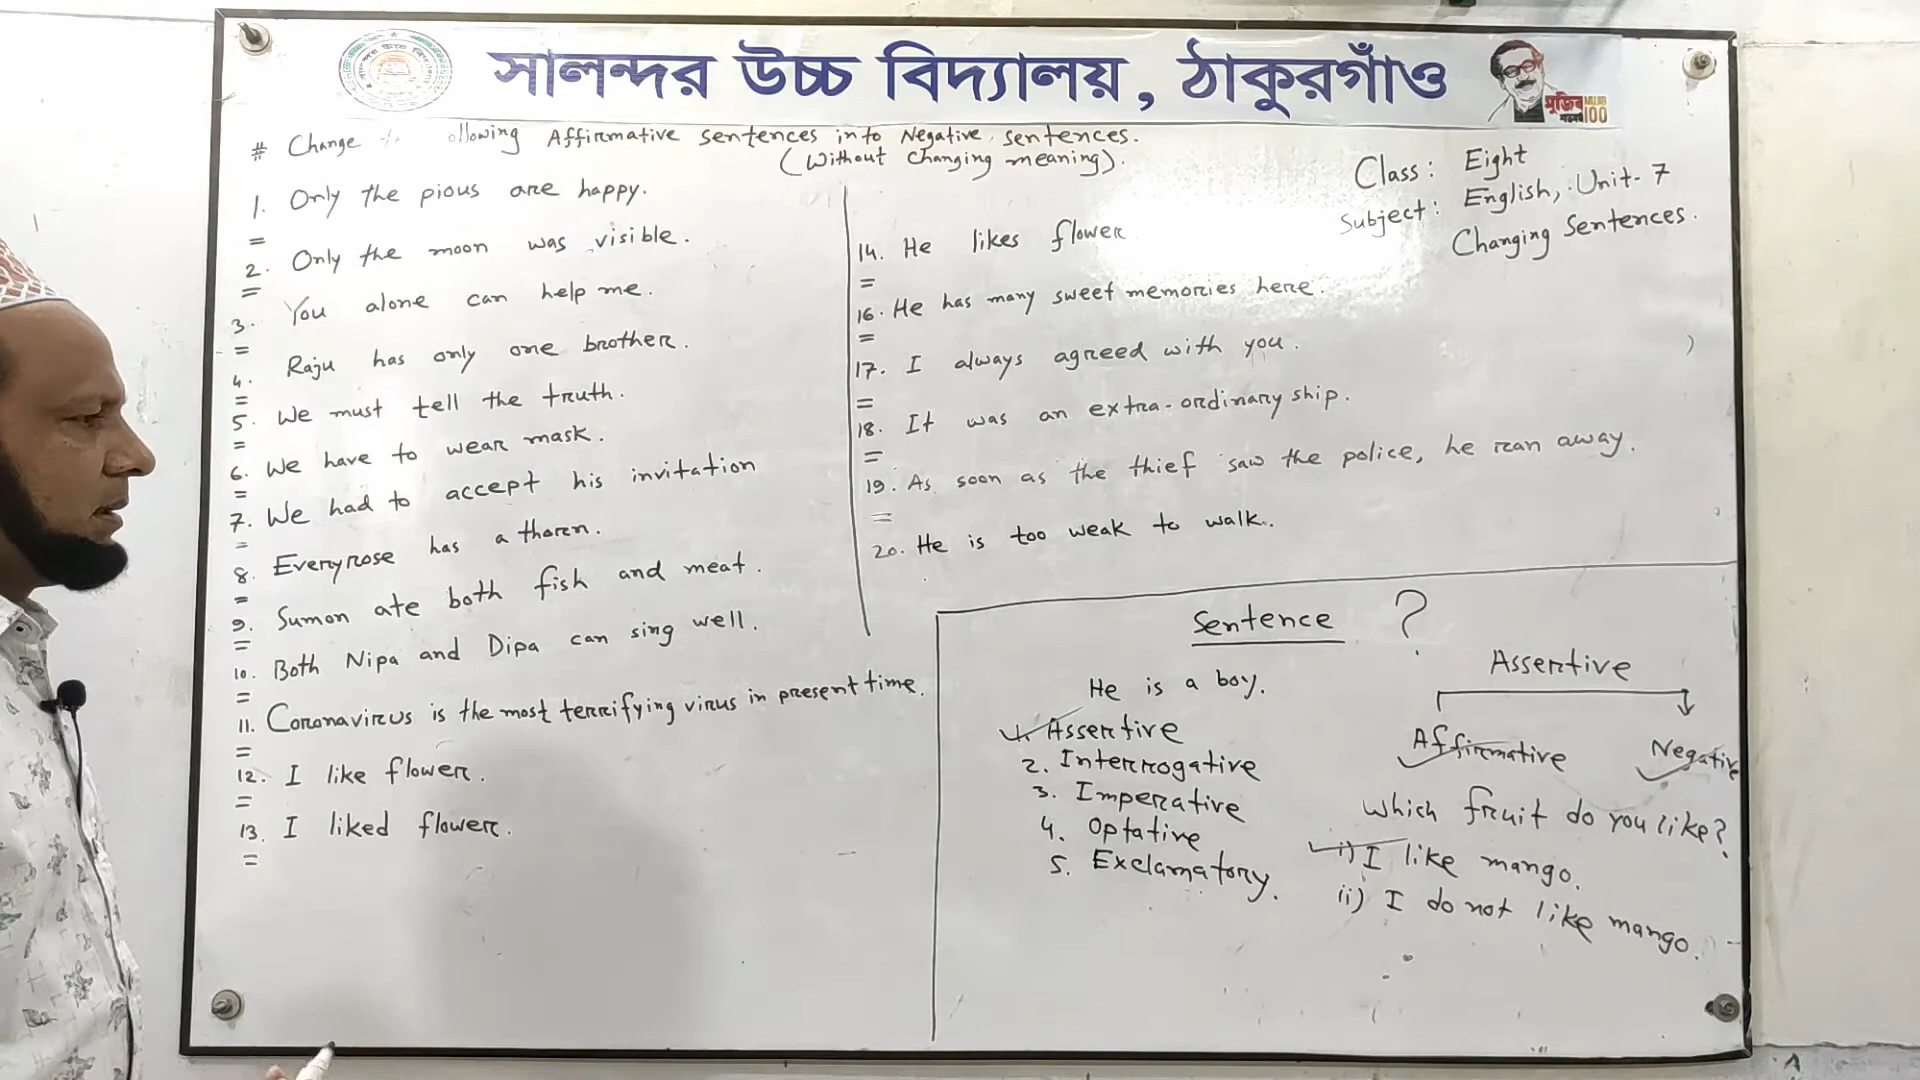 সালন্দর উচ্চ বিদ্যালয়, ঠাকুরগাঁও
মুজিব
MUJIB
100
# Change ollowing Affirmative sentences into Negative sentences.
(Without changing meaning).
Class: Eight
Subject: English, Unit-7
Changing Sentences.
1. Only the pious are happy.
=
2. Only the moon was visible.
=
3. You alone can help me.
=
4. Raju has only one brother.
=
5. We must tell the truth.
=
6. We have to wear mask.
=
7. We had to accept his invitation
=
8. Every rose has a thorn.
=
9. Sumon ate both fish and meat.
=
10. Both Nipa and Dipa can sing well.
=
11. Coronavirus is the most terrifying virus in present time.
=
12. I like flower.
=
13. I liked flower.
=
14. He likes flower
=
16. He has many sweet memories here.
=
17. I always agreed with you.
=
18. It was an extra-ordinary ship.
=
19. As soon as the thief saw the police, he ran away.
=
20. He is too weak to walk.
Sentence ?
He is a boy.
1. Assertive
2. Interrogative
3. Imperative
4. Optative
5. Exclamatory.
Assertive
Affirmative Negative
Which fruit do you like?
i) I like mango.
ii) I do not like mango.